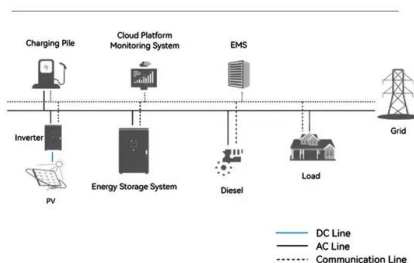 Charging Pile
Cloud Platform
Monitoring System
EMS
Grid
Inverter
PV
Energy Storage System
Diesel
Load
DC Line
AC Line
Communication Line